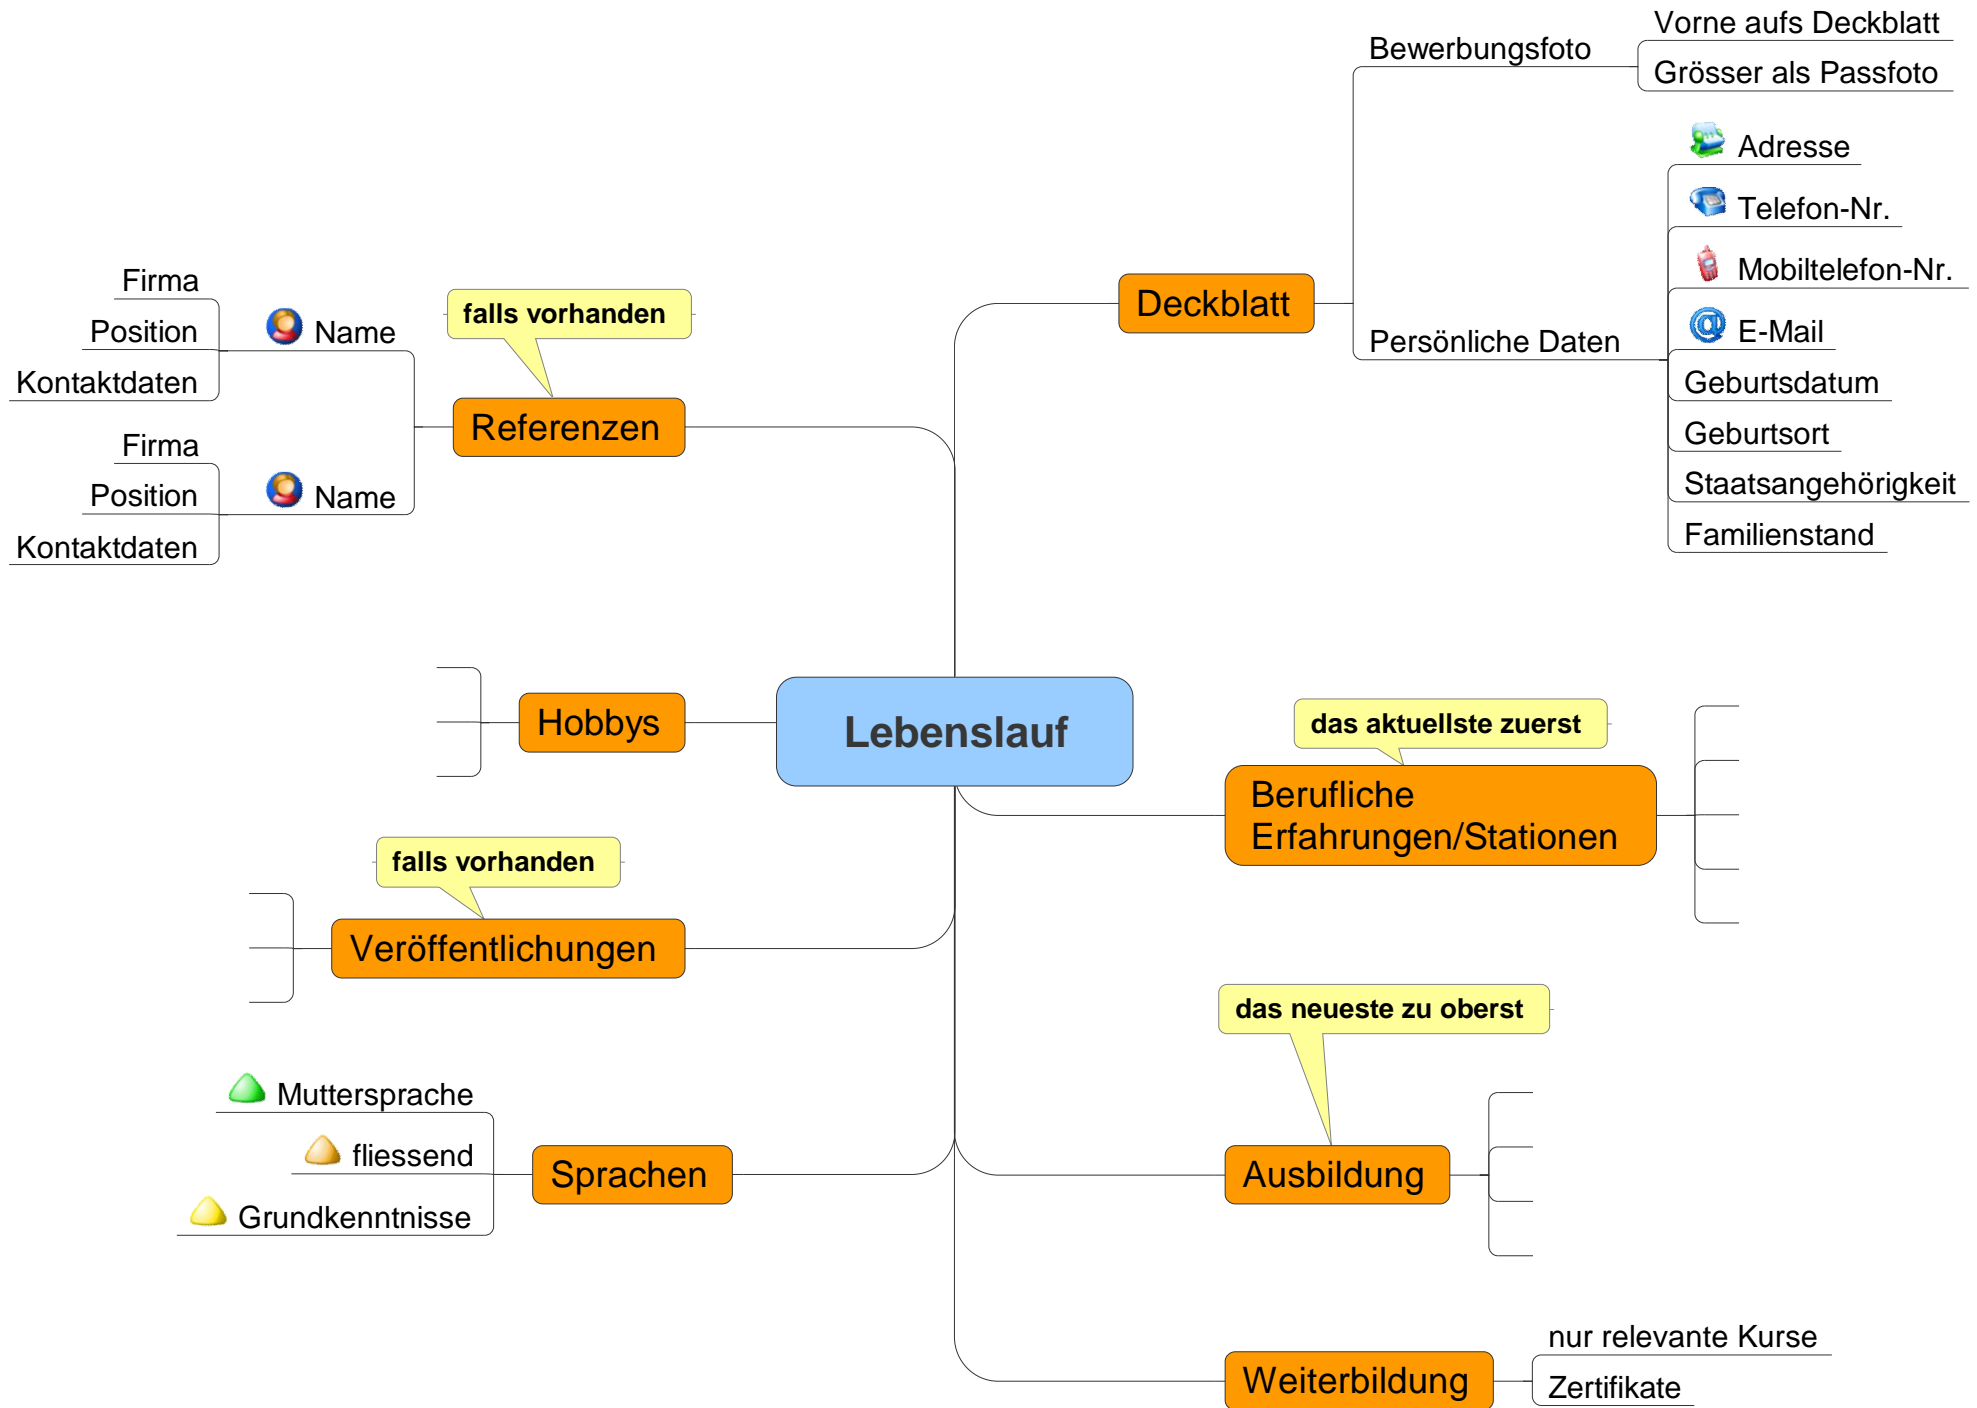 Lebenslauf
Deckblatt
Bewerbungsfoto
Vorne aufs Deckblatt
Grösser als Passfoto
Persönliche Daten
Adresse
Telefon-Nr.
Mobiltelefon-Nr.
E-Mail
Geburtsdatum
Geburtsort
Staatsangehörigkeit
Familienstand
das aktuellste zuerst
Berufliche
Erfahrungen/Stationen
das neueste zu oberst
Ausbildung
Weiterbildung
nur relevante Kurse
Zertifikate
falls vorhanden
Referenzen
Name
Firma
Position
Kontaktdaten
Name
Firma
Position
Kontaktdaten
Hobbys
falls vorhanden
Veröffentlichungen
Sprachen
Muttersprache
fliessend
Grundkenntnisse